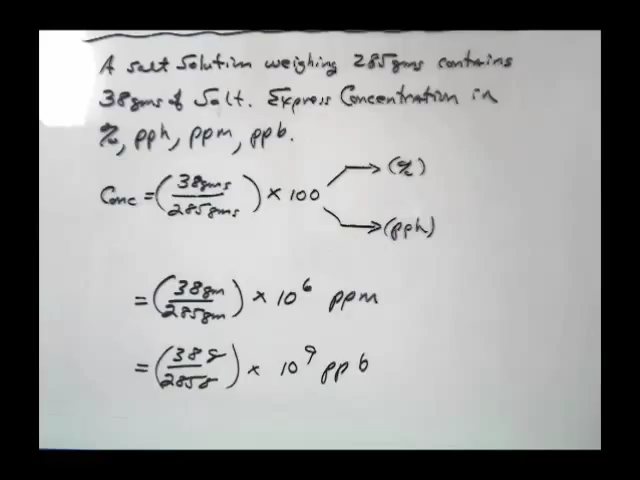 A salt solution weighing 285gms contains
38gms of Salt. Express Concentration in
%, pph, ppm, ppb.
Conc = (38gms/285gms) × 100 → (%)
→ (pph)
= (38gm/285gm) × 10^6 ppm
= (38g/285g) × 10^9 ppb